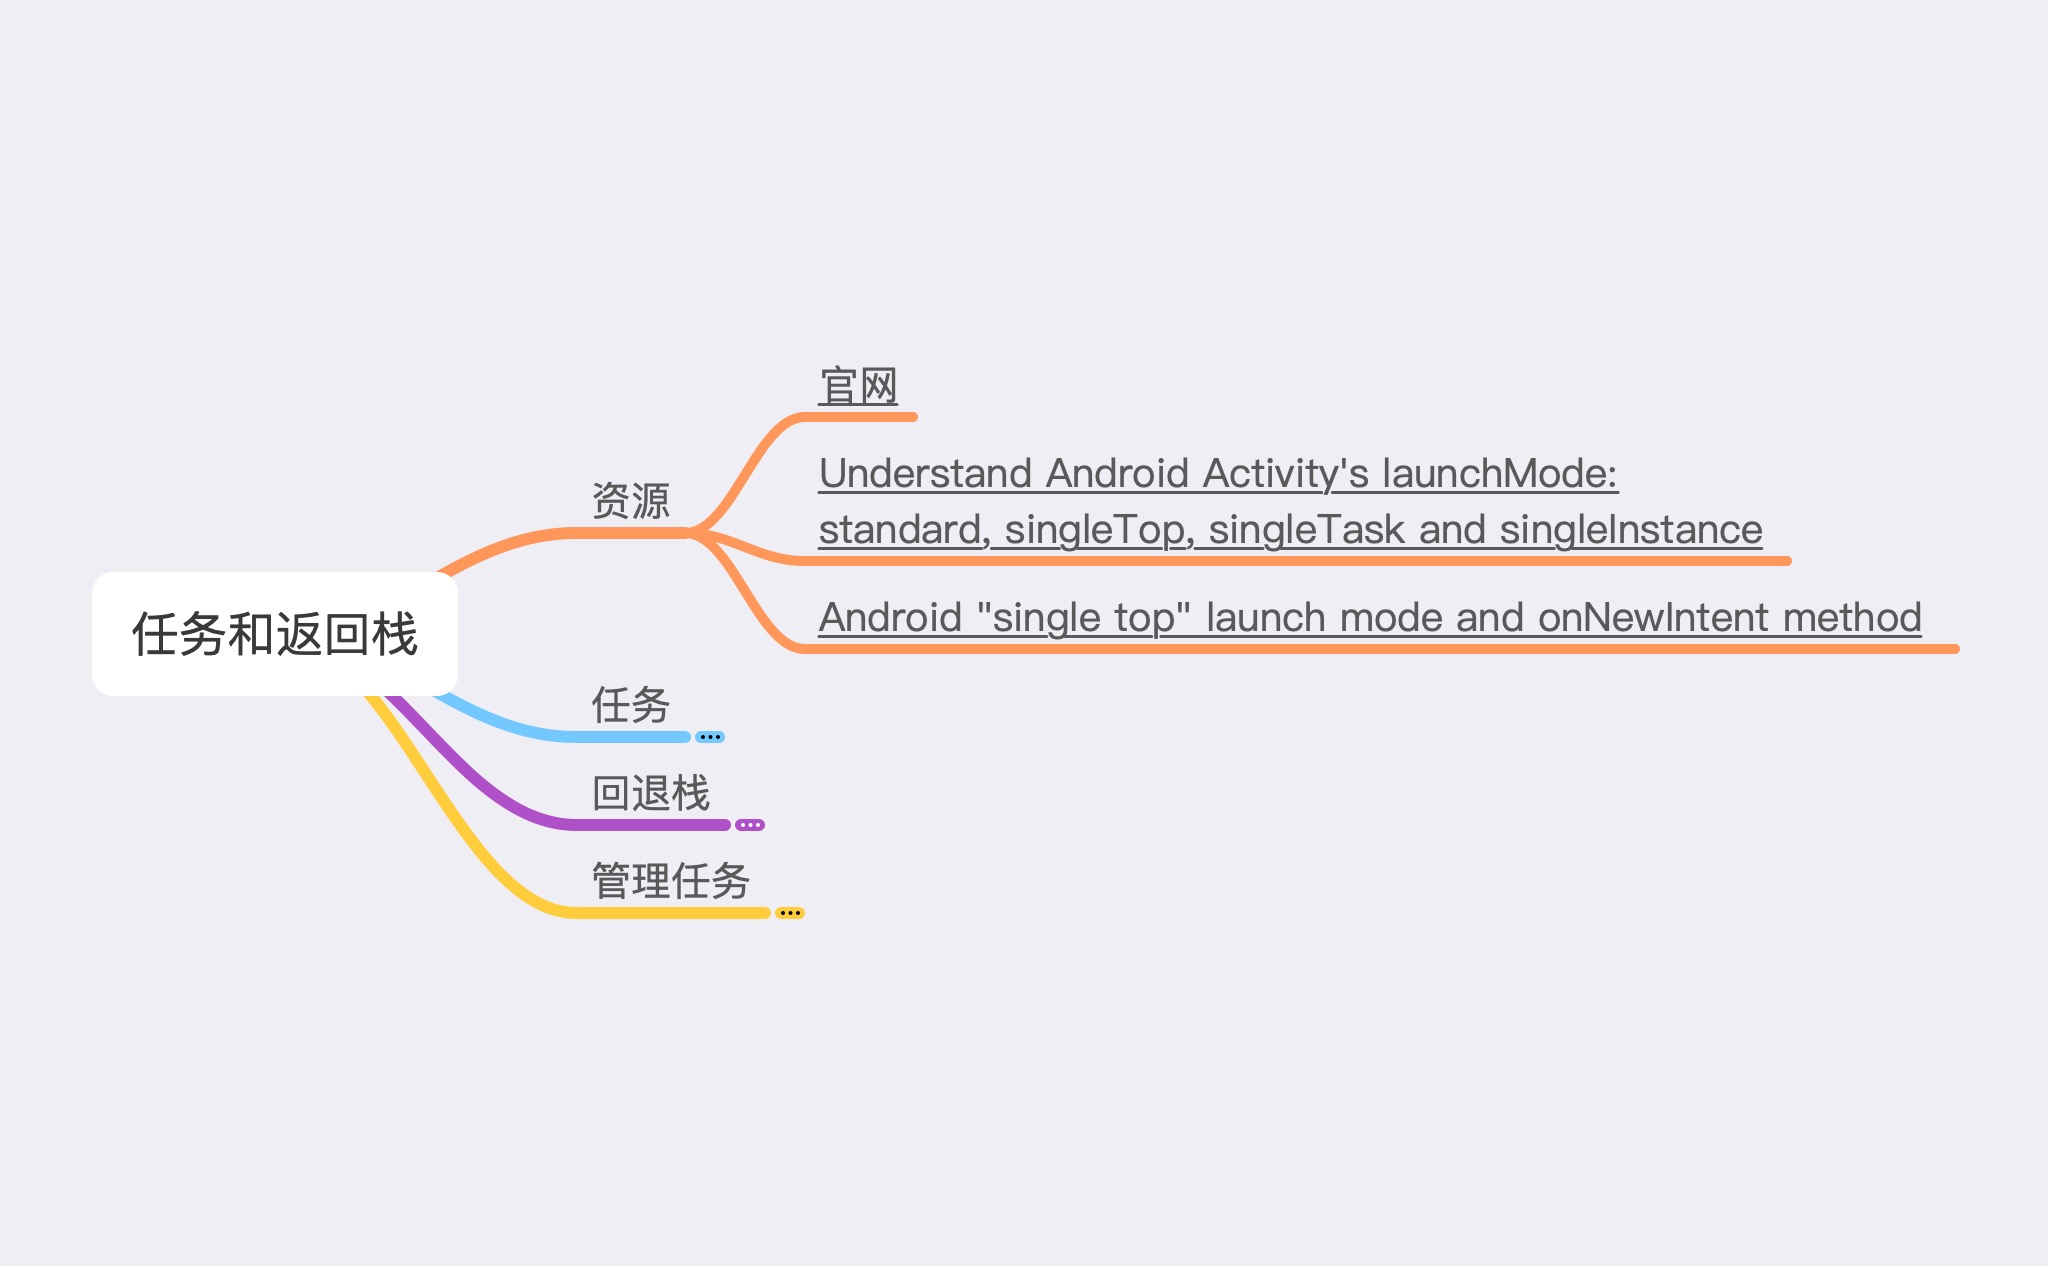 任务和返回栈
资源
官网
Understand Android Activity's launchMode:
standard, singleTop, singleTask and singleInstance
Android "single top" launch mode and onNewIntent method
任务
回退栈
管理任务